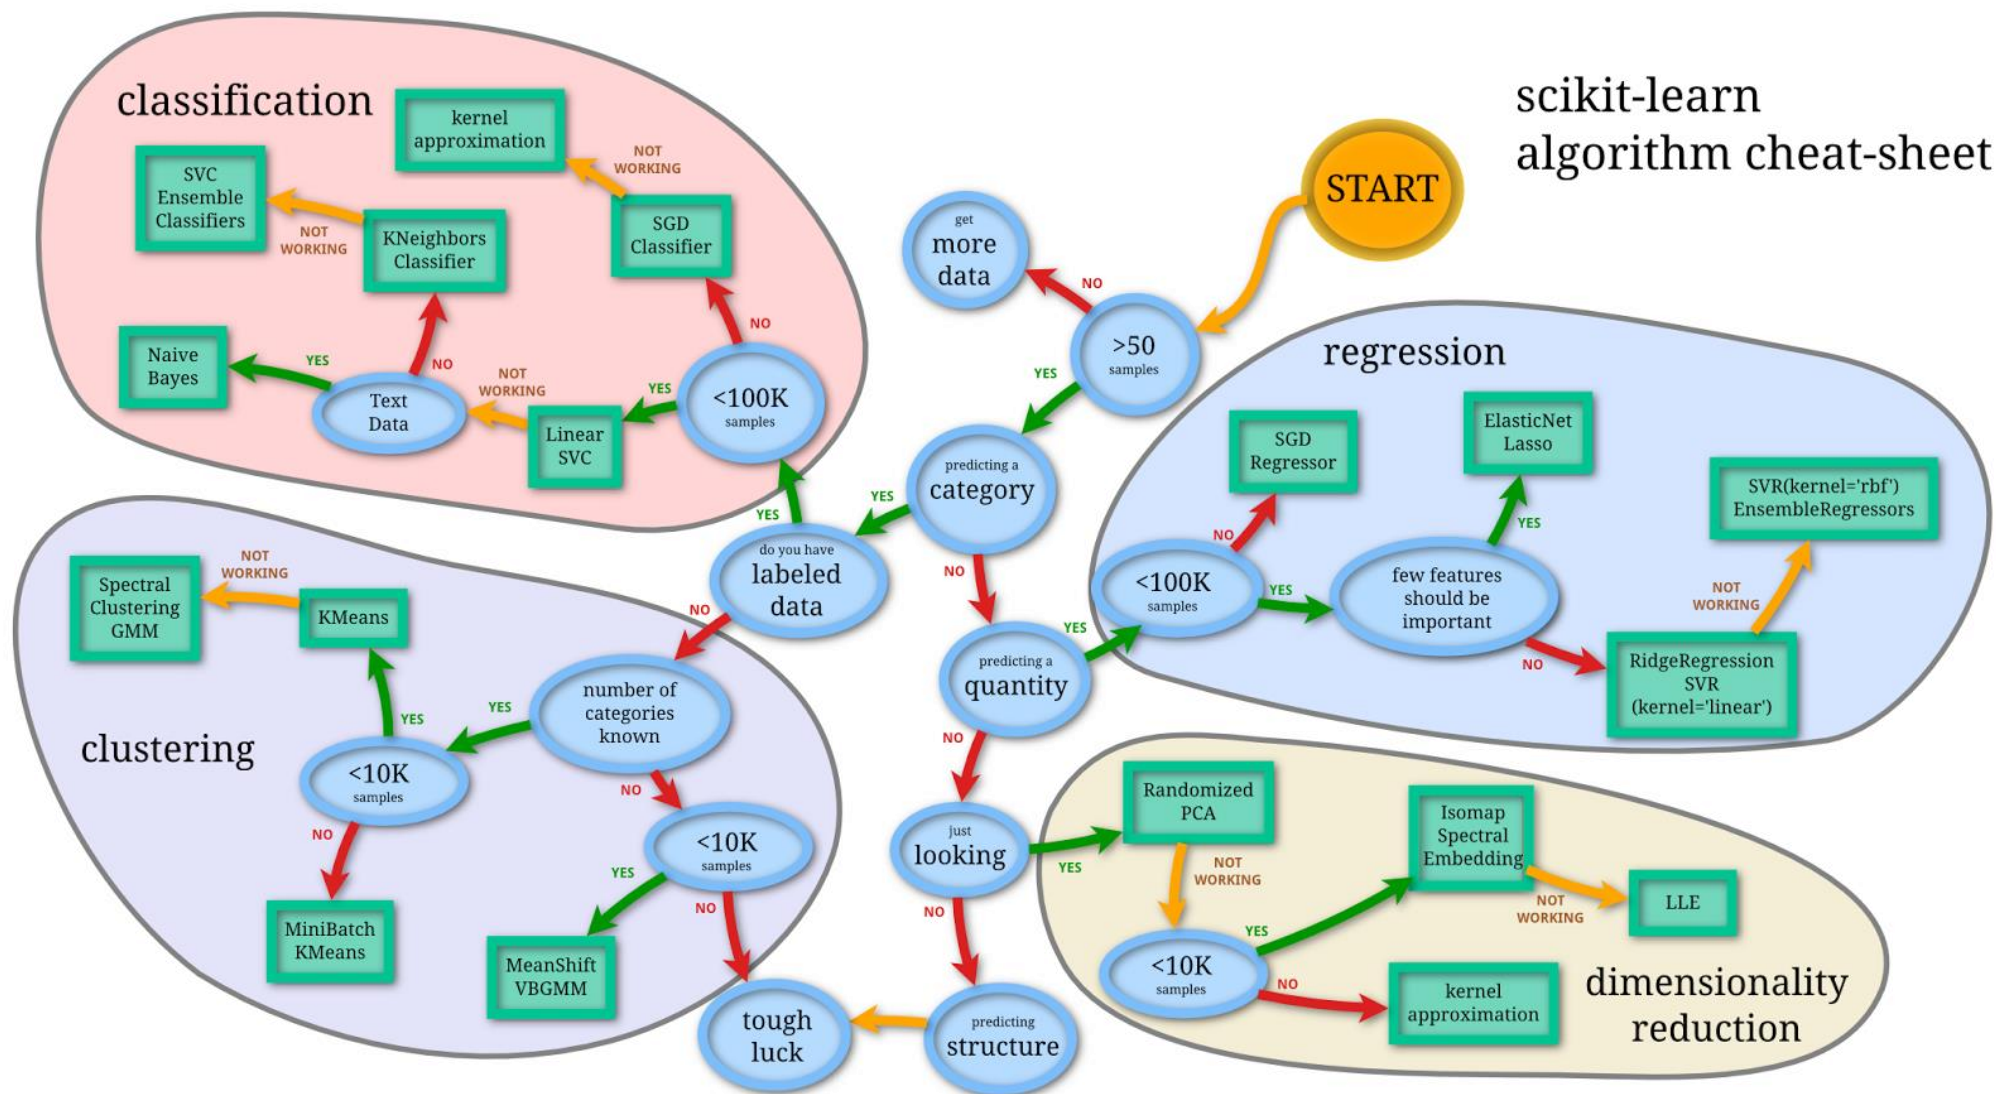 scikit-learn
algorithm cheat-sheet
START
get
more
data
NO
>50
samples
YES
predicting a
category
YES
NO
do you have
labeled
data
YES
NO
predicting a
quantity
YES
NO
just
looking
YES
NO
predicting
structure
tough
luck
classification
kernel
approximation
NOT
WORKING
SVC
Ensemble
Classifiers
NOT
WORKING
KNeighbors
Classifier
SGD
Classifier
NO
Naive
Bayes
YES
NO
Text
Data
NOT
WORKING
Linear
SVC
YES
<100K
samples
regression
SGD
Regressor
ElasticNet
Lasso
SVR(kernel='rbf')
EnsembleRegressors
NO
YES
<100K
samples
YES
few features
should be
important
NOT
WORKING
NO
RidgeRegression
SVR
(kernel='linear')
clustering
Spectral
Clustering
GMM
NOT
WORKING
KMeans
number of
categories
known
YES
YES
<10K
samples
NO
NO
<10K
samples
YES
NO
MiniBatch
KMeans
MeanShift
VBGMM
dimensionality
reduction
Randomized
PCA
NOT
WORKING
Isomap
Spectral
Embedding
NOT
WORKING
LLE
YES
<10K
samples
NO
kernel
approximation